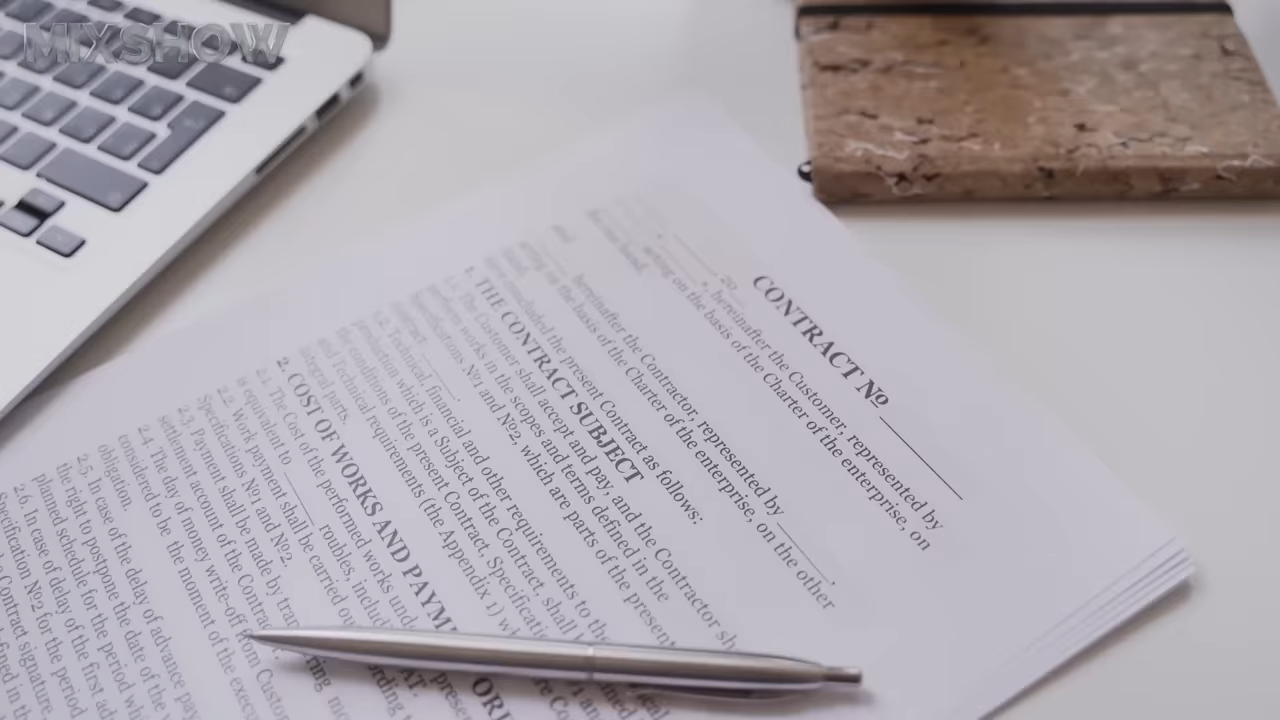 MIXSHOW
CONTRACT №
20
hereinafter the Customer, represented by
acting on the basis of the Charter of the enterprise, on
hereinafter the Contractor, represented by
on the basis of the Charter of the enterprise, on the other
concluded the present Contract as follows:
1. THE CONTRACT SUBJECT
1.1. The Customer shall accept and pay, and the Contractor sh
perform works in the scopes and terms defined in the
Specifications №1 and №2, which are parts of the present
1.2. Technical, financial and other requirements to the
production which is a Subject of the Contract, shall
the conditions of the present Contract, Specific
and Technical requirements (the Appendix 1)
integral parts.
2. COST OF WORKS AND PAYM
2.1. The Cost of the performed works und
is equivalent to roubles, includ
2.2. Work payment shall be carried ou
Specifications №1 and №2.
2.3. Payment shall be made by tran
settlement account of the Contra
2.4. The day of money write-off from Custo
considered to be the moment of the execu
obligation.
2.5. In case of the delay of advance pay
the right to postpone the date of the
planned schedule for the period wh
2.6. In case of delay of the first ad
Specification №2 for the period
Contract signature.